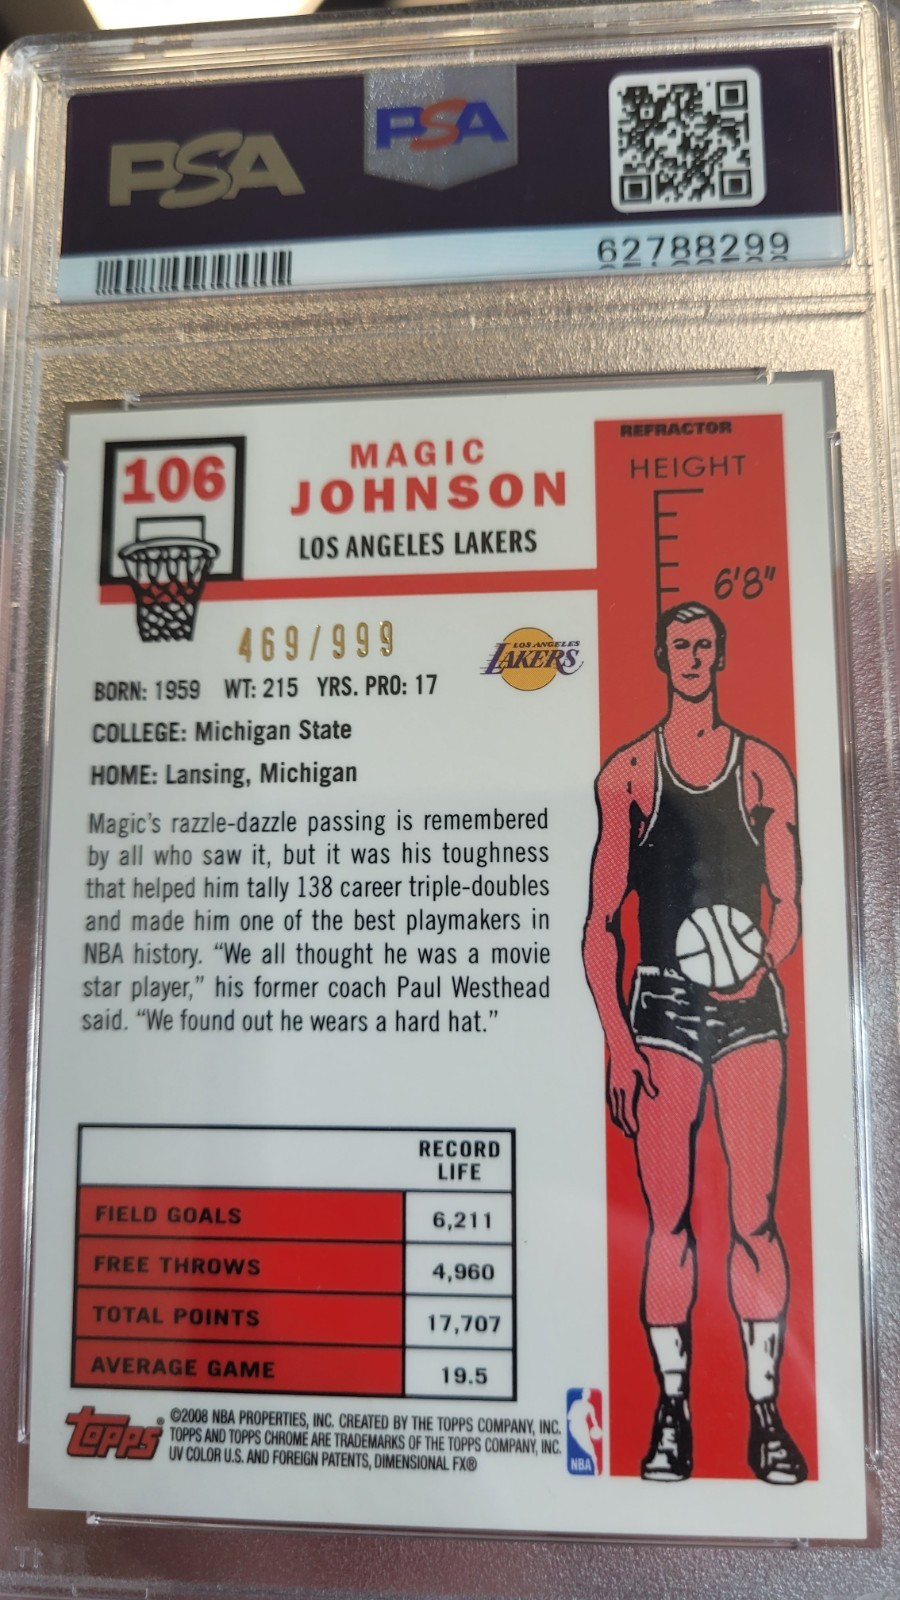 PSA
PSA
62788299
106
MAGIC
JOHNSON
LOS ANGELES LAKERS
REFRACTOR
HEIGHT
6'8"
469/999
LOS ANGELES
LAKERS
BORN: 1959 WT: 215 YRS. PRO: 17
COLLEGE: Michigan State
HOME: Lansing, Michigan
Magic's razzle-dazzle passing is remembered
by all who saw it, but it was his toughness
that helped him tally 138 career triple-doubles
and made him one of the best playmakers in
NBA history. “We all thought he was a movie
star player,” his former coach Paul Westhead
said. “We found out he wears a hard hat.”
RECORD
LIFE
FIELD GOALS 6,211
FREE THROWS 4,960
TOTAL POINTS 17,707
AVERAGE GAME 19.5
Topps®
©2008 NBA PROPERTIES, INC. CREATED BY THE TOPPS COMPANY, INC.
TOPPS AND TOPPS CHROME ARE TRADEMARKS OF THE TOPPS COMPANY, INC.
UV COLOR U.S. AND FOREIGN PATENTS, DIMENSIONAL FX®
NBA